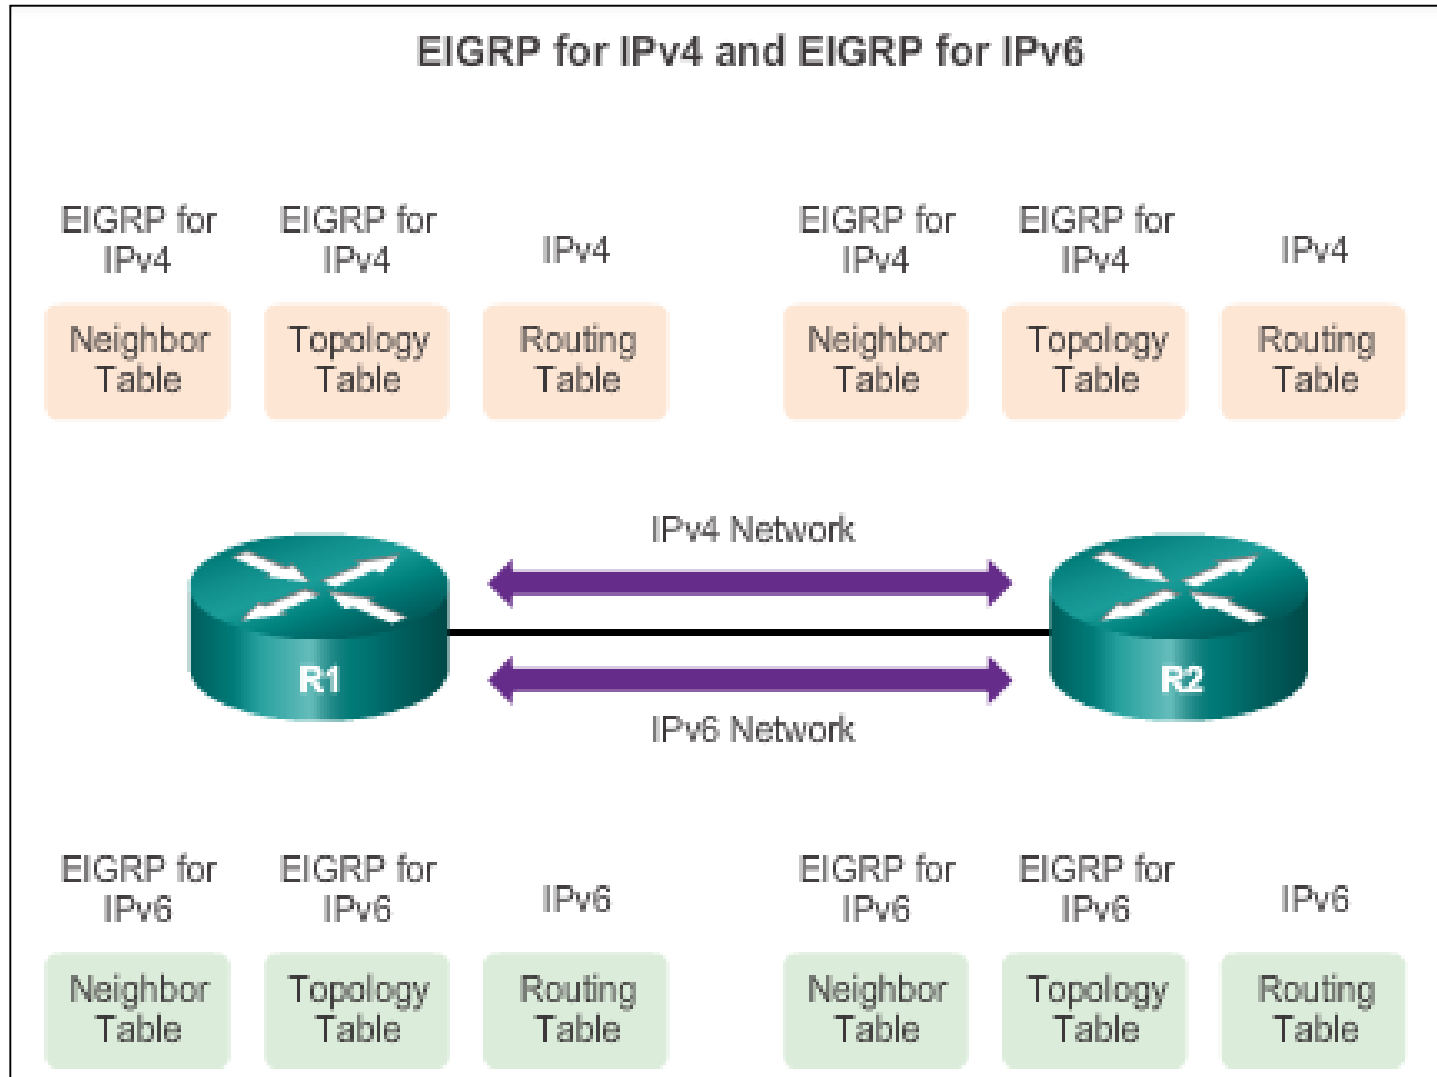 EIGRP for IPv4 and EIGRP for IPv6
EIGRP for
IPv4
EIGRP for
IPv4
IPv4
EIGRP for
IPv4
EIGRP for
IPv4
IPv4
Neighbor
Table
Topology
Table
Routing
Table
Neighbor
Table
Topology
Table
Routing
Table
IPv4 Network
R1
R2
IPv6 Network
EIGRP for
IPv6
EIGRP for
IPv6
IPv6
EIGRP for
IPv6
EIGRP for
IPv6
IPv6
Neighbor
Table
Topology
Table
Routing
Table
Neighbor
Table
Topology
Table
Routing
Table